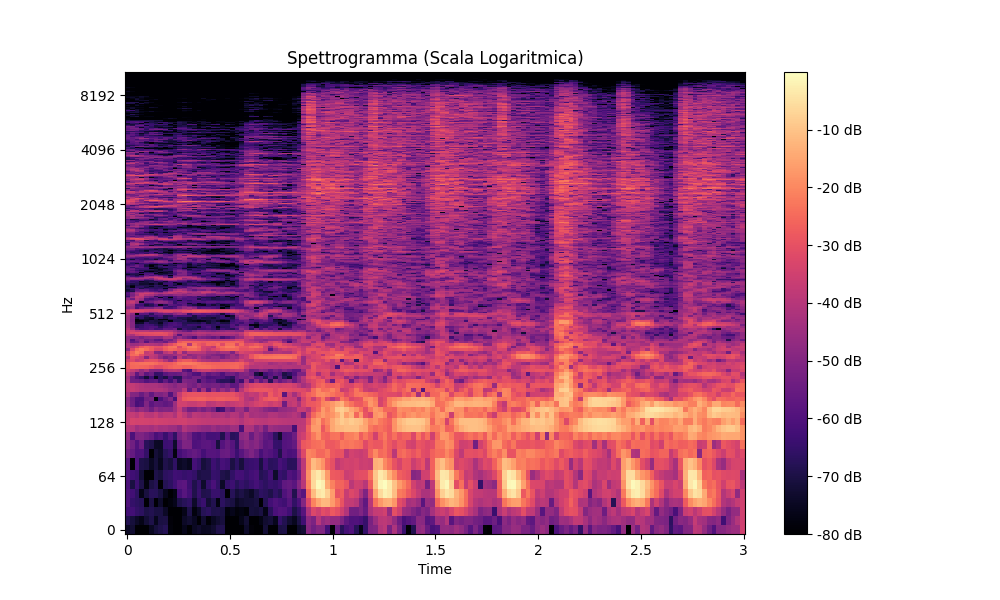 Spettrogramma (Scala Logaritmica)
8192
4096
2048
1024
512
256
128
64
0
Hz
0 0.5 1 1.5 2 2.5 3
Time
-10 dB
-20 dB
-30 dB
-40 dB
-50 dB
-60 dB
-70 dB
-80 dB